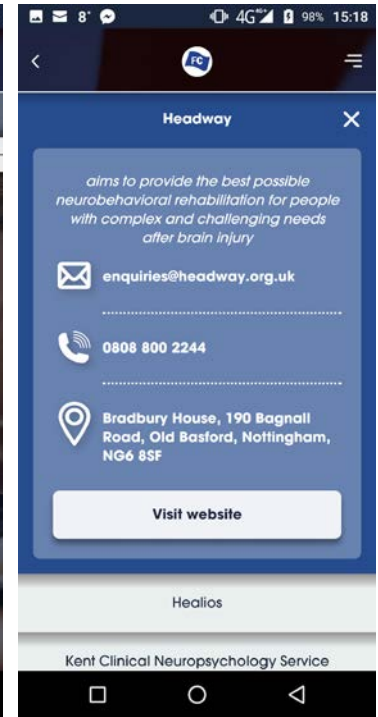 8° 4G 98% 15:18
FC
Headway
aims to provide the best possible
neurobehavioral rehabilitation for people
with complex and challenging needs
after brain injury
enquiries@headway.org.uk
0808 800 2244
Bradbury House, 190 Bagnall
Road, Old Basford, Nottingham,
NG6 8SF
Visit website
Healios
Kent Clinical Neuropsychology Service